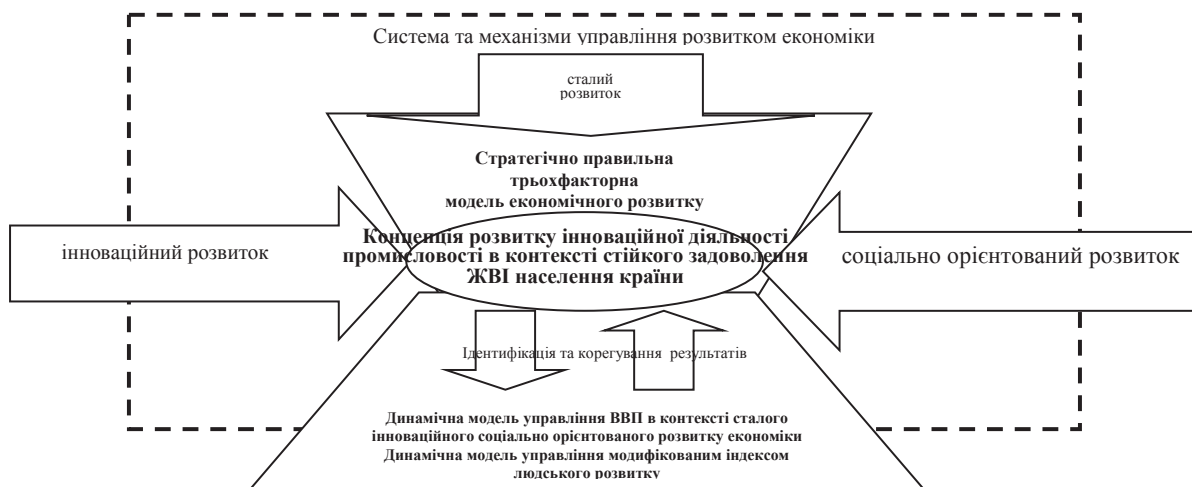 Система та механізми управління розвитком економіки
сталий
розвиток
Стратегічно правильна
трьохфакторна
модель економічного розвитку
інноваційний розвиток
Концепція розвитку інноваційної діяльності
промисловості в контексті стійкого задоволення
ЖВІ населення країни
соціально орієнтований розвиток
Ідентифікація та корегування результатів
Динамічна модель управління ВВП в контексті сталого
інноваційного соціально орієнтованого розвитку економіки
Динамічна модель управління модифікованим індексом
людського розвитку